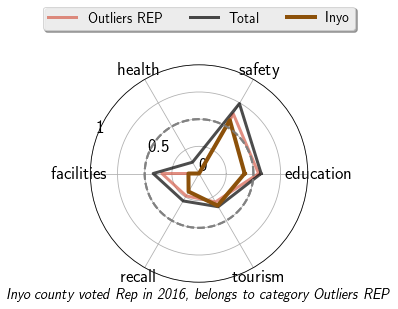 Outliers REP Total Inyo
health safety
1
0.5
0
facilities education
recall tourism
Inyo county voted Rep in 2016, belongs to category Outliers REP